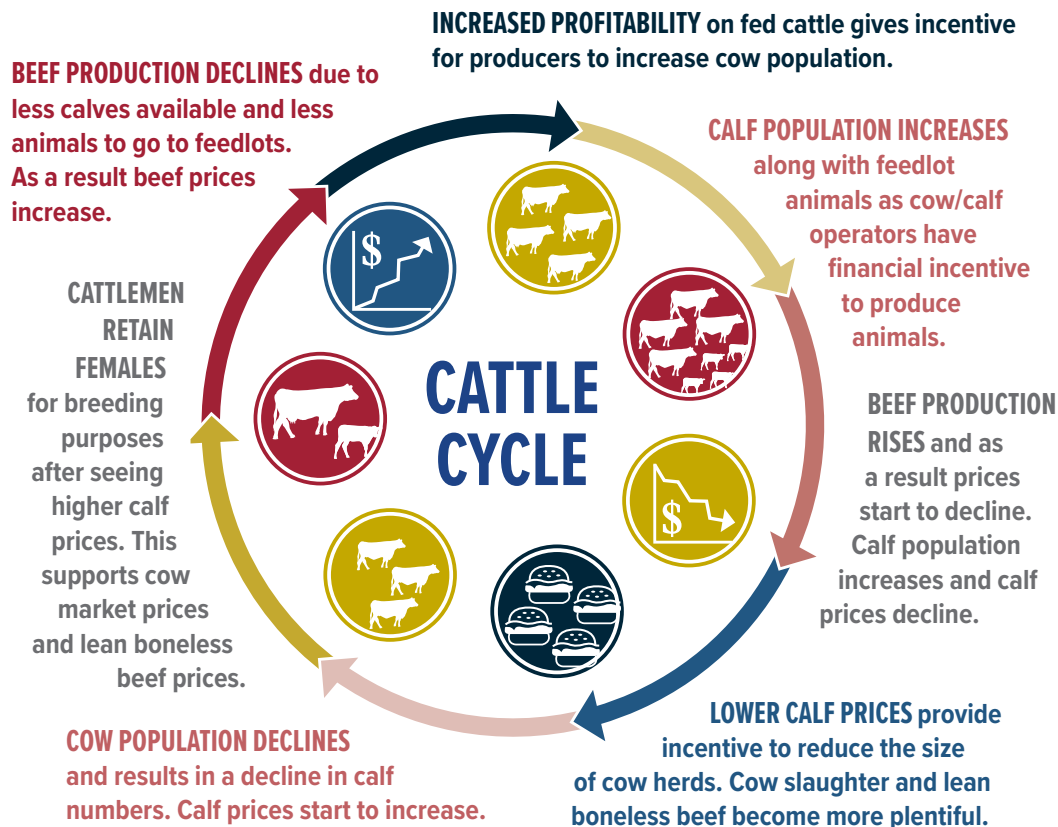 INCREASED PROFITABILITY on fed cattle gives incentive
for producers to increase cow population.
CALF POPULATION INCREASES
along with feedlot
animals as cow/calf
operators have
financial incentive
to produce
animals.
BEEF PRODUCTION
RISES and as
a result prices
start to decline.
Calf population
increases and calf
prices decline.
LOWER CALF PRICES provide
incentive to reduce the size
of cow herds. Cow slaughter and lean
boneless beef become more plentiful.
COW POPULATION DECLINES
and results in a decline in calf
numbers. Calf prices start to increase.
CATTLEMEN
RETAIN
FEMALES
for breeding
purposes
after seeing
higher calf
prices. This
supports cow
market prices
and lean boneless
beef prices.
BEEF PRODUCTION DECLINES due to
less calves available and less
animals to go to feedlots.
As a result beef prices
increase.
$
CATTLE
CYCLE
$